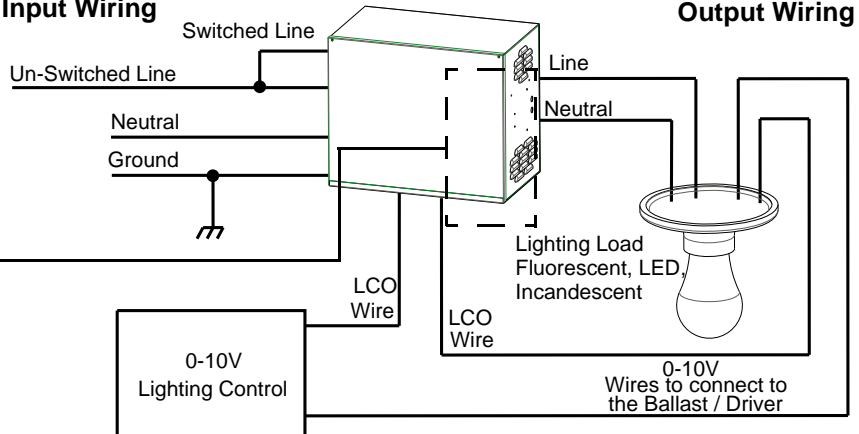 Input Wiring
Output Wiring
Switched Line
Un-Switched Line
Line
Neutral
Neutral
Ground
Lighting Load
Fluorescent, LED,
Incandescent
LCO
Wire
LCO
Wire
0-10V
Lighting Control
0-10V
Wires to connect to
the Ballast / Driver